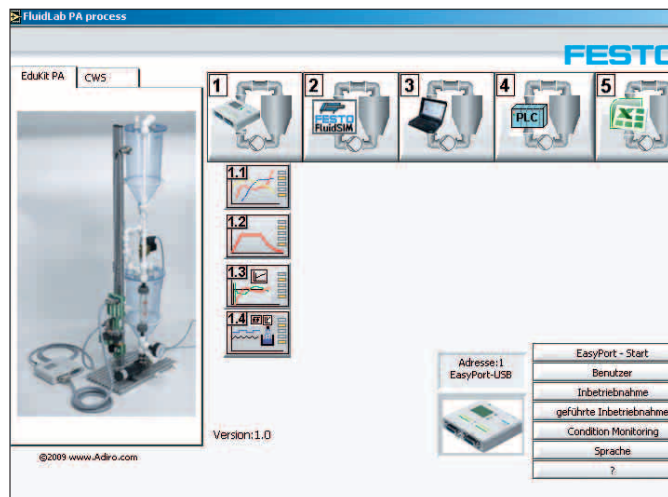 FluidLab PA process
FESTO
EduKit PA
CWS
1
2
3
4
5
FESTO
FluidSIM
PLC
1.1
1.2
1.3
1.4
Adresse:1
EasyPort-USB
EasyPort - Start
Benutzer
Inbetriebnahme
geführte Inbetriebnahme
Condition Monitoring
Sprache
?
Version:1.0
©2009 www.Adiro.com